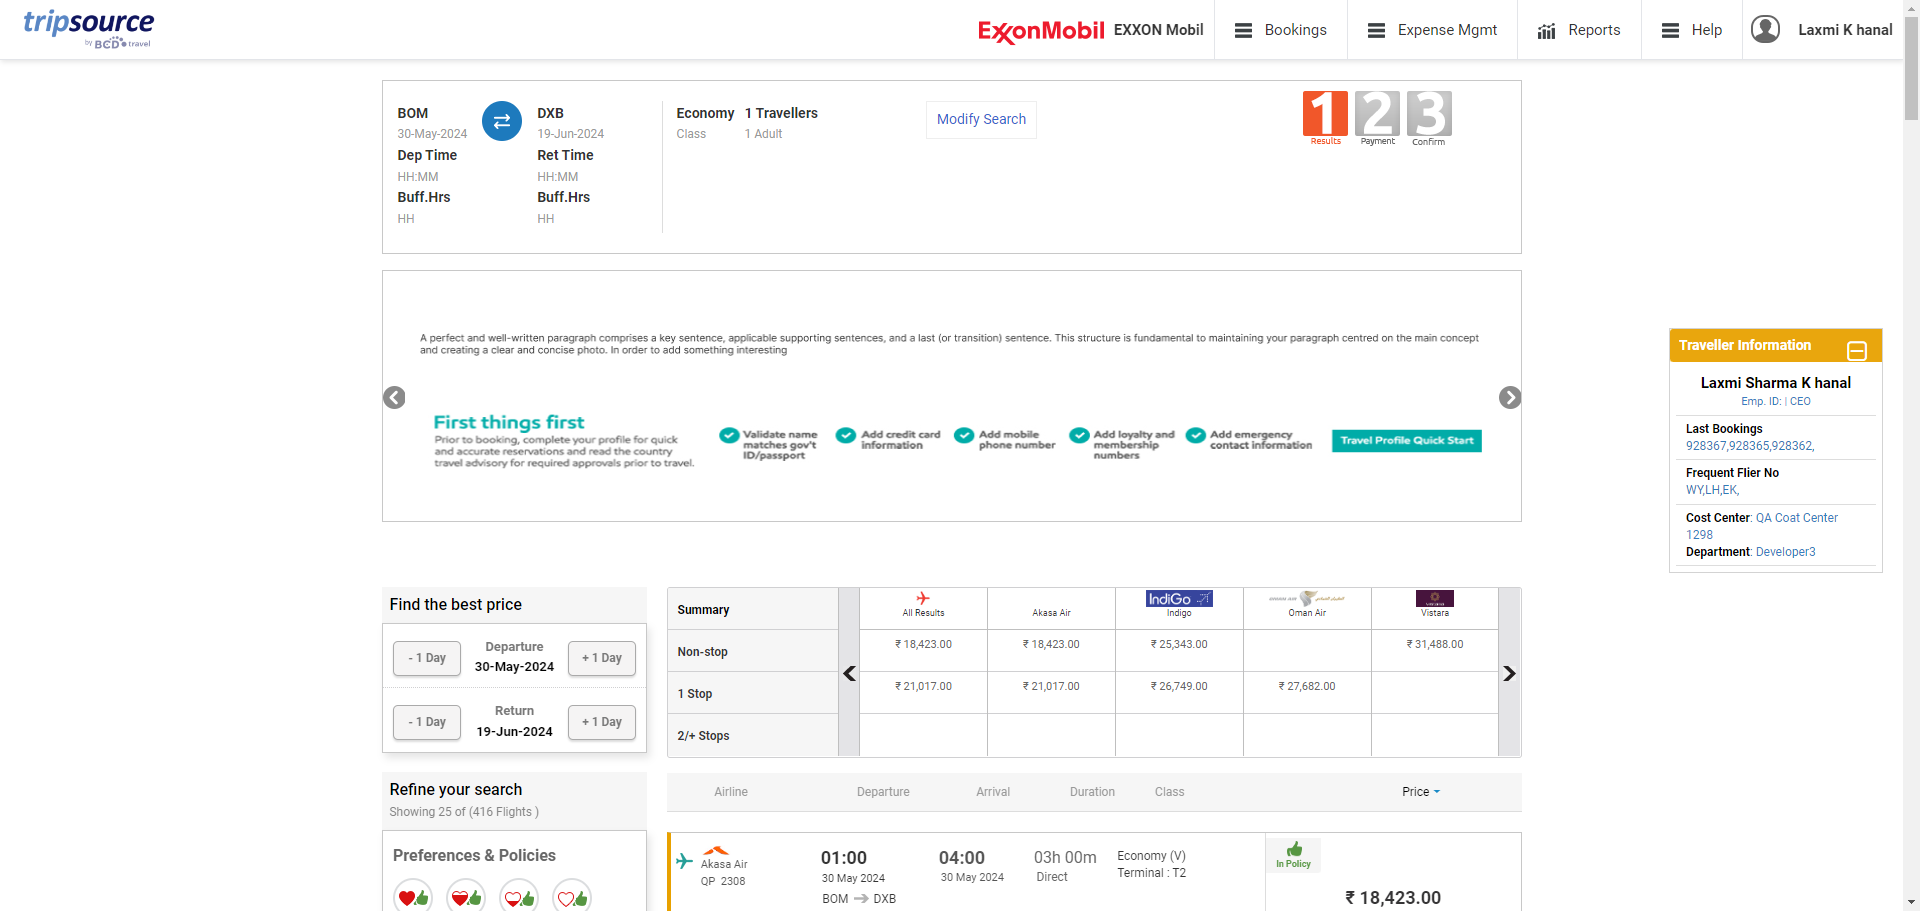 tripsource
by BCD travel
ExxonMobil EXXON Mobil
Bookings
Expense Mgmt
Reports
Help
Laxmi K hanal
BOM
30-May-2024
Dep Time
HH:MM
Buff.Hrs
HH
DXB
19-Jun-2024
Ret Time
HH:MM
Buff.Hrs
HH
Economy
Class
1 Travellers
1 Adult
Modify Search
1 2 3
Results Payment Confirm
A perfect and well-written paragraph comprises a key sentence, applicable supporting sentences, and a last (or transition) sentence. This structure is fundamental to maintaining your paragraph centred on the main concept
and creating a clear and concise photo. In order to add something interesting
First things first
Prior to booking, complete your profile for quick
and accurate reservations and read the country
travel advisory for required approvals prior to travel.
Validate name
matches gov't
ID/passport
Add credit card
information
Add mobile
phone number
Add loyalty and
membership
numbers
Add emergency
contact information
Travel Profile Quick Start
Traveller Information
Laxmi Sharma K hanal
Emp. ID: | CEO
Last Bookings
928367,928365,928362,
Frequent Flier No
WY,LH,EK,
Cost Center: QA Coat Center
1298
Department: Developer3
Find the best price
- 1 Day
Departure
30-May-2024
+ 1 Day
- 1 Day
Return
19-Jun-2024
+ 1 Day
Refine your search
Showing 25 of (416 Flights )
Preferences & Policies
Summary
All Results
Akasa Air
IndiGo
Indigo
Oman Air
Vistara
Non-stop
₹ 18,423.00
₹ 18,423.00
₹ 25,343.00
₹ 31,488.00
1 Stop
₹ 21,017.00
₹ 21,017.00
₹ 26,749.00
₹ 27,682.00
2/+ Stops
Airline
Departure
Arrival
Duration
Class
Price
Akasa Air
QP 2308
01:00
30 May 2024
BOM DXB
04:00
30 May 2024
03h 00m
Direct
Economy (V)
Terminal : T2
In Policy
₹ 18,423.00